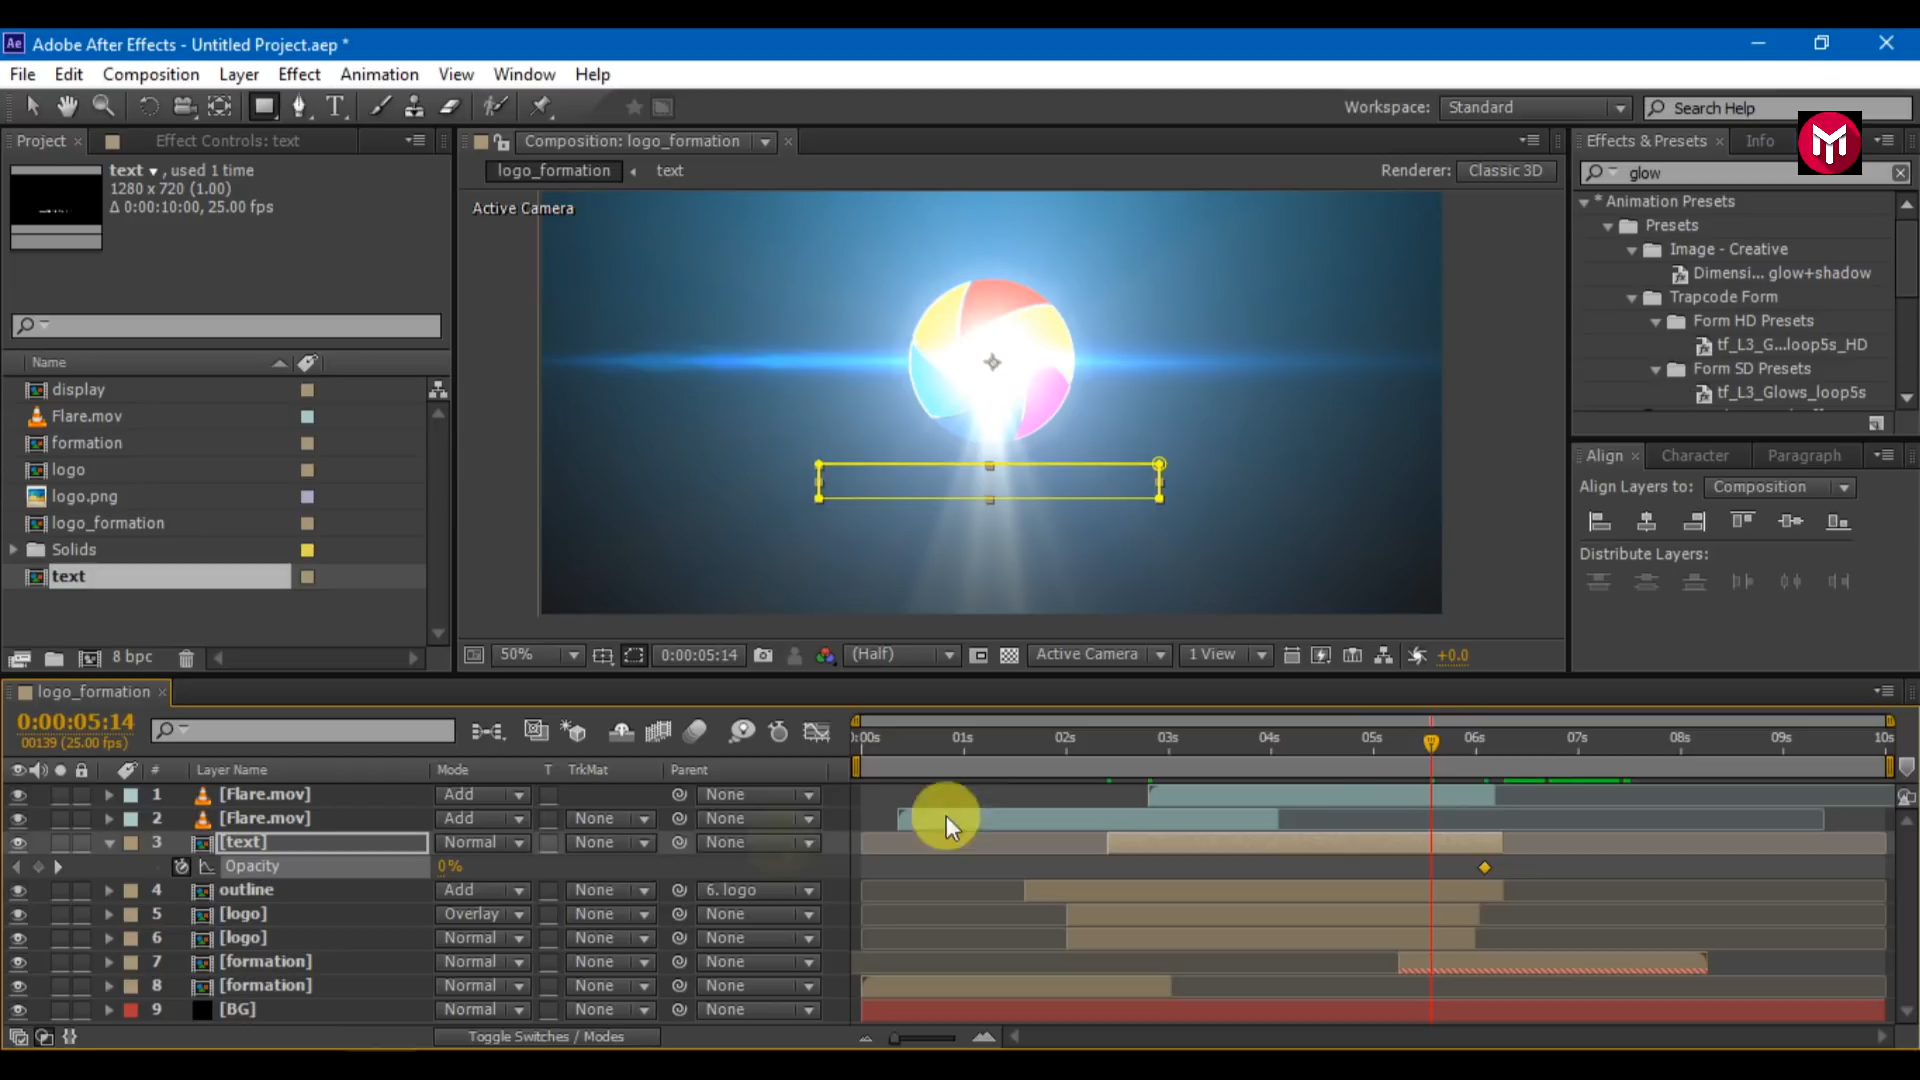 Ae Adobe After Effects - Untitled Project.aep *
File Edit Composition Layer Effect Animation View Window Help
Workspace: Standard Search Help
Project Effect Controls: text
Composition: logo_formation
Effects & Presets Info
text , used 1 time
1280 x 720 (1.00)
Δ 0:00:10:00, 25.00 fps
logo_formation text
Renderer: Classic 3D
Active Camera
glow
* Animation Presets
Presets
Image - Creative
Dimensi... glow+shadow
Trapcode Form
Form HD Presets
tf_L3_G...loop5s_HD
Form SD Presets
tf_L3_Glows_loop5s
Name
display
Flare.mov
formation
logo
logo.png
logo_formation
Solids
text
Align Character Paragraph
Align Layers to: Composition
Distribute Layers:
8 bpc
50% 0:00:05:14 (Half) Active Camera 1 View +0.0
logo_formation
0:00:05:14
00139 (25.00 fps)
:00s 01s 02s 03s 04s 05s 06s 07s 08s 09s 10s
# Layer Name Mode T TrkMat Parent
1 [Flare.mov] Add None
2 [Flare.mov] Add None None
3 [text] Normal None None
Opacity 0%
4 outline Add None 6. logo
5 [logo] Overlay None None
6 [logo] Normal None None
7 [formation] Normal None None
8 [formation] Normal None None
9 [BG] Normal None None
Toggle Switches / Modes